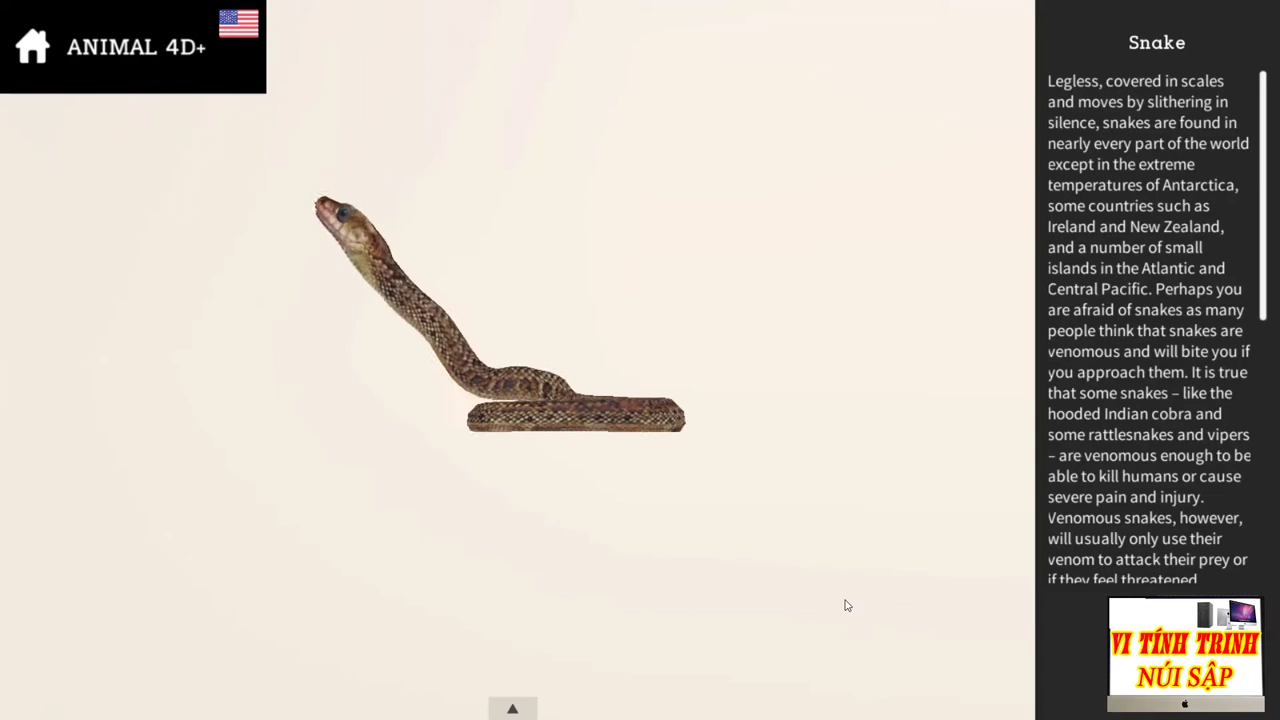 ANIMAL 4D+
Snake
Legless, covered in scales
and moves by slithering in
silence, snakes are found in
nearly every part of the world
except in the extreme
temperatures of Antarctica,
some countries such as
Ireland and New Zealand,
and a number of small
islands in the Atlantic and
Central Pacific. Perhaps you
are afraid of snakes as many
people think that snakes are
venomous and will bite you if
you approach them. It is true
that some snakes – like the
hooded Indian cobra and
some rattlesnakes and vipers
– are venomous enough to be
able to kill humans or cause
severe pain and injury.
Venomous snakes, however,
will usually only use their
venom to attack their prey or
if they feel threatened
VI TÍNH TRINH
NÚI SẬP